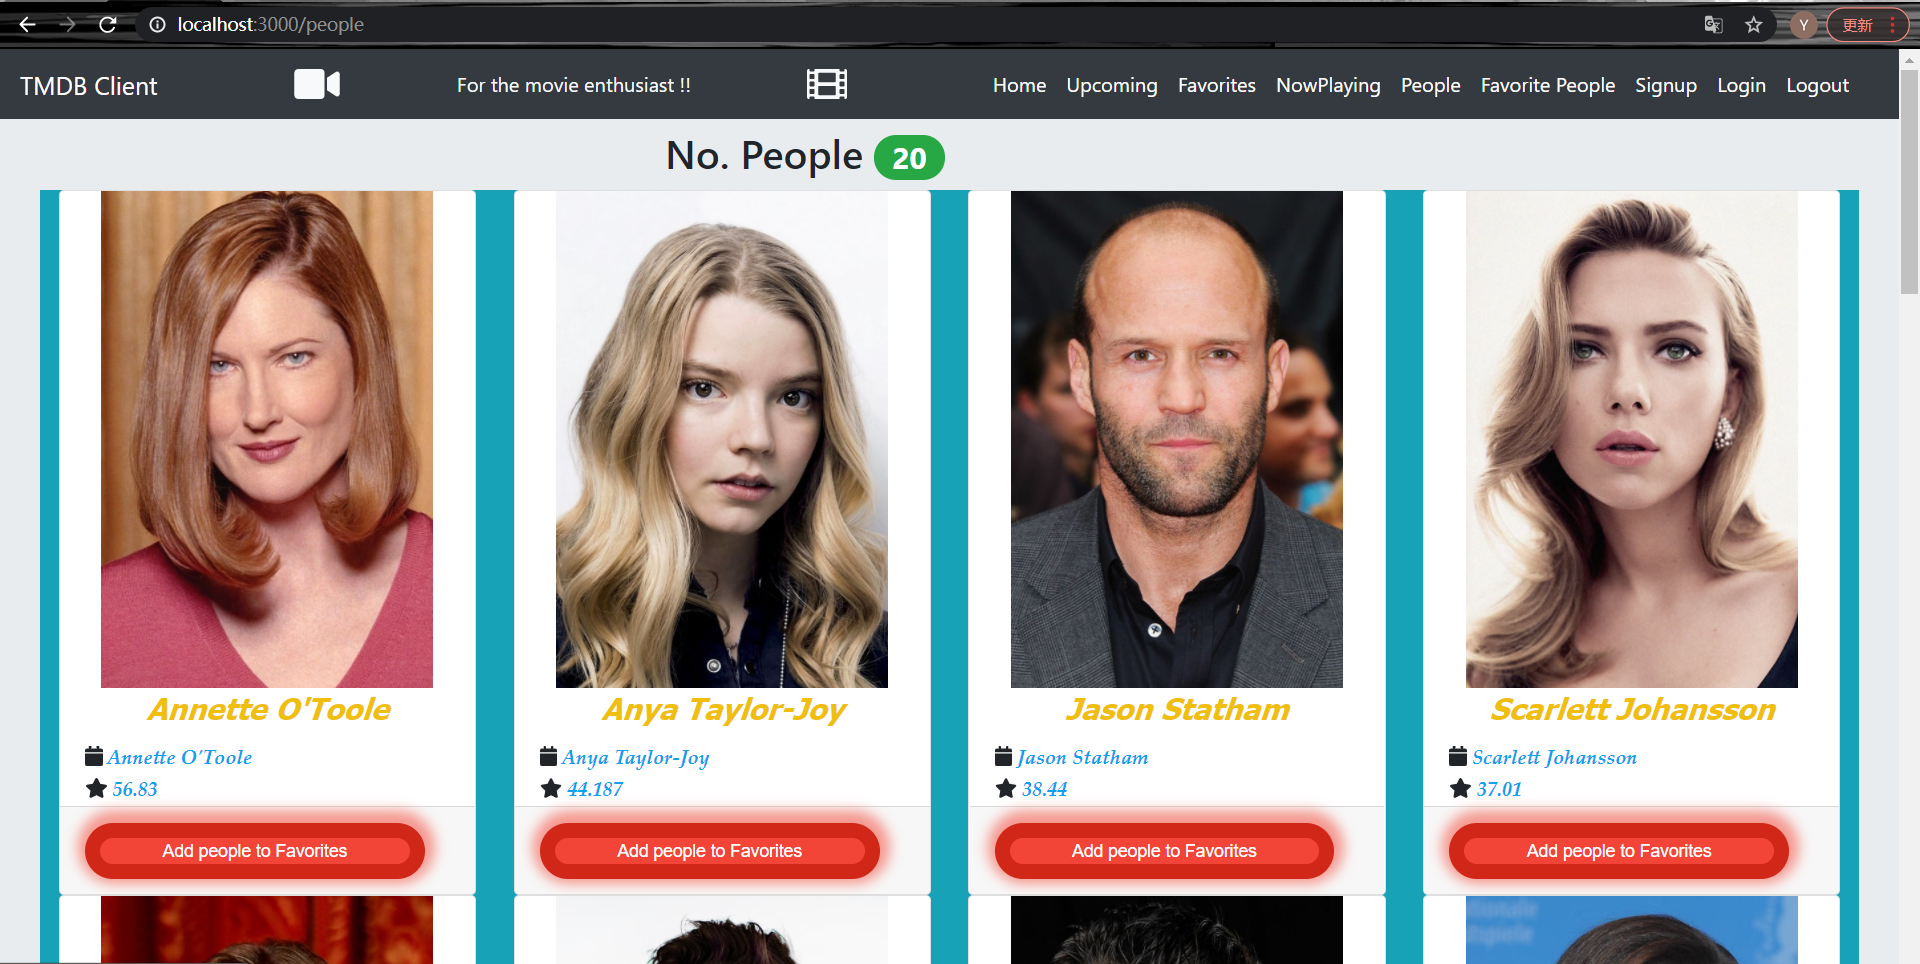 localhost:3000/people
Y
更新
TMDB Client
For the movie enthusiast !!
Home Upcoming Favorites NowPlaying People Favorite People Signup Login Logout
No. People 20
Annette O'Toole
Annette O'Toole
56.83
Add people to Favorites
Anya Taylor-Joy
Anya Taylor-Joy
44.187
Add people to Favorites
Jason Statham
Jason Statham
38.44
Add people to Favorites
Scarlett Johansson
Scarlett Johansson
37.01
Add people to Favorites